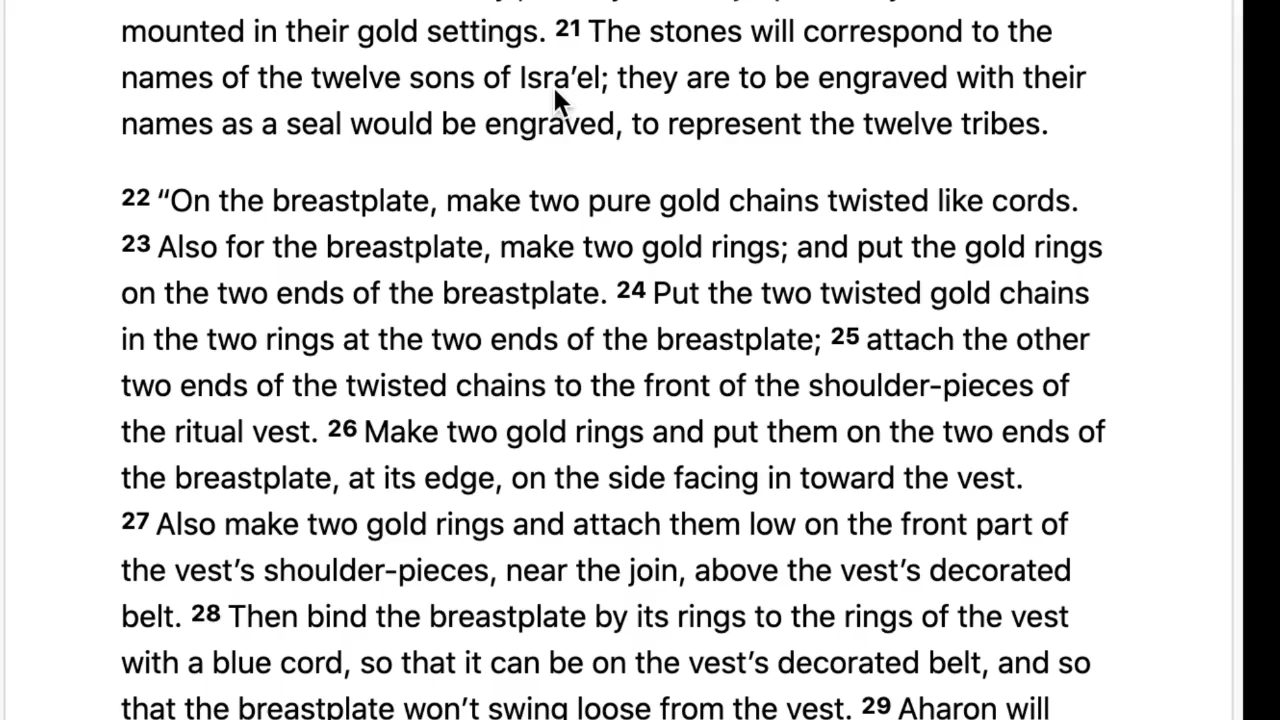 mounted in their gold settings. 21 The stones will correspond to the
names of the twelve sons of Isra’el; they are to be engraved with their
names as a seal would be engraved, to represent the twelve tribes.
22 “On the breastplate, make two pure gold chains twisted like cords.
23 Also for the breastplate, make two gold rings; and put the gold rings
on the two ends of the breastplate. 24 Put the two twisted gold chains
in the two rings at the two ends of the breastplate; 25 attach the other
two ends of the twisted chains to the front of the shoulder-pieces of
the ritual vest. 26 Make two gold rings and put them on the two ends of
the breastplate, at its edge, on the side facing in toward the vest.
27 Also make two gold rings and attach them low on the front part of
the vest’s shoulder-pieces, near the join, above the vest’s decorated
belt. 28 Then bind the breastplate by its rings to the rings of the vest
with a blue cord, so that it can be on the vest’s decorated belt, and so
that the breastplate won’t swing loose from the vest. 29 Aharon will